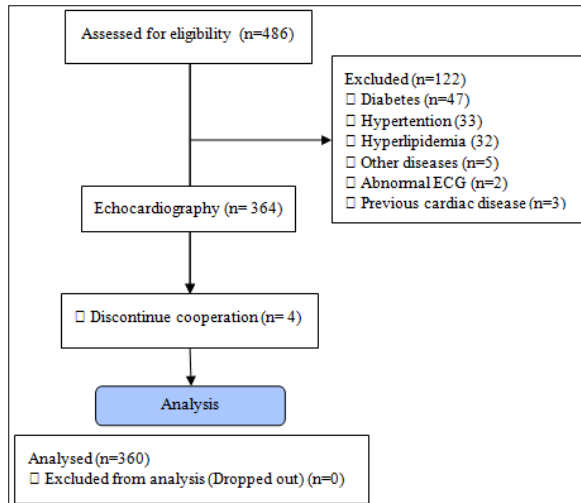 Assessed for eligibility (n=486)
Excluded (n=122)
□ Diabetes (n=47)
□ Hypertention (33)
□ Hyperlipidemia (32)
□ Other diseases (n=5)
□ Abnormal ECG (n=2)
□ Previous cardiac disease (n=3)
Echocardiography (n= 364)
□ Discontinue cooperation (n= 4)
Analysis
Analysed (n=360)
□ Excluded from analysis (Dropped out) (n=0)